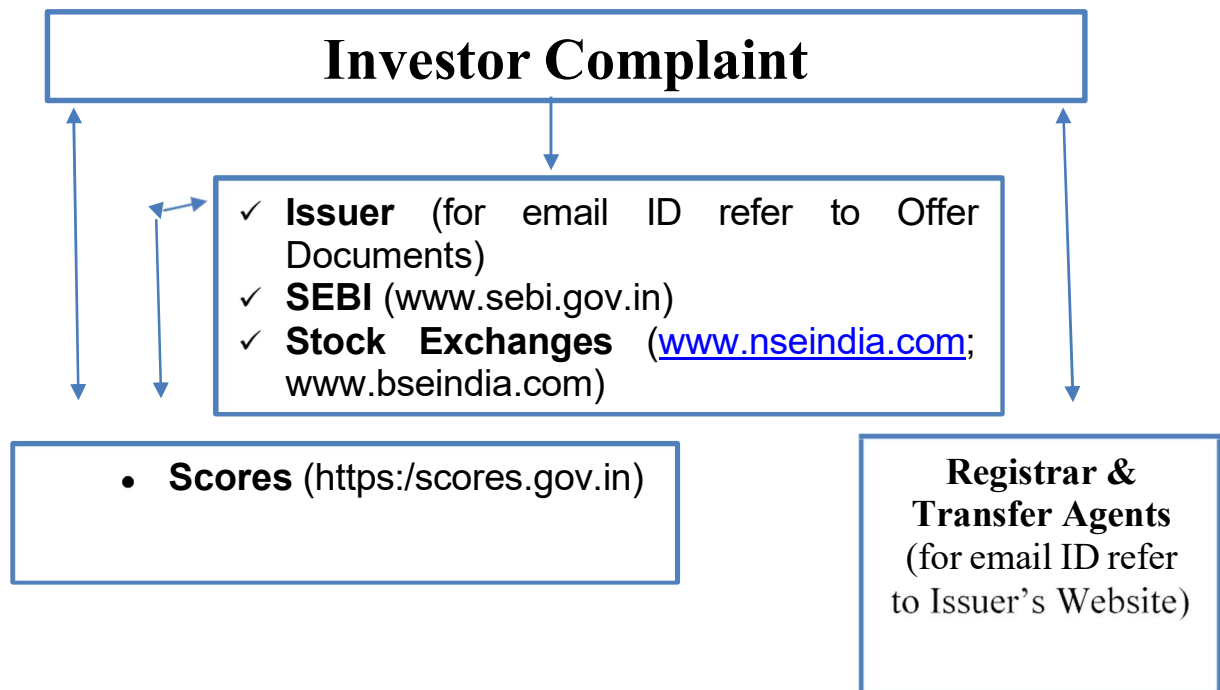 Investor Complaint
✓ Issuer (for email ID refer to Offer
Documents)
✓ SEBI (www.sebi.gov.in)
✓ Stock Exchanges (www.nseindia.com;
www.bseindia.com)
• Scores (https:/scores.gov.in)
Registrar &
Transfer Agents
(for email ID refer
to Issuer’s Website)